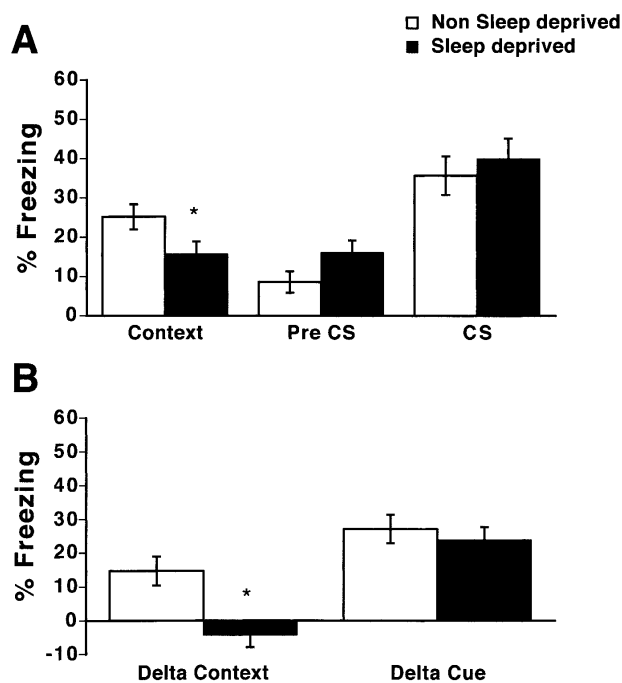 Non Sleep deprived
Sleep deprived
A
60
50
40
30
20
10
0
% Freezing
*
Context Pre CS CS
B
60
50
40
30
20
10
0
-10
% Freezing
*
Delta Context Delta Cue